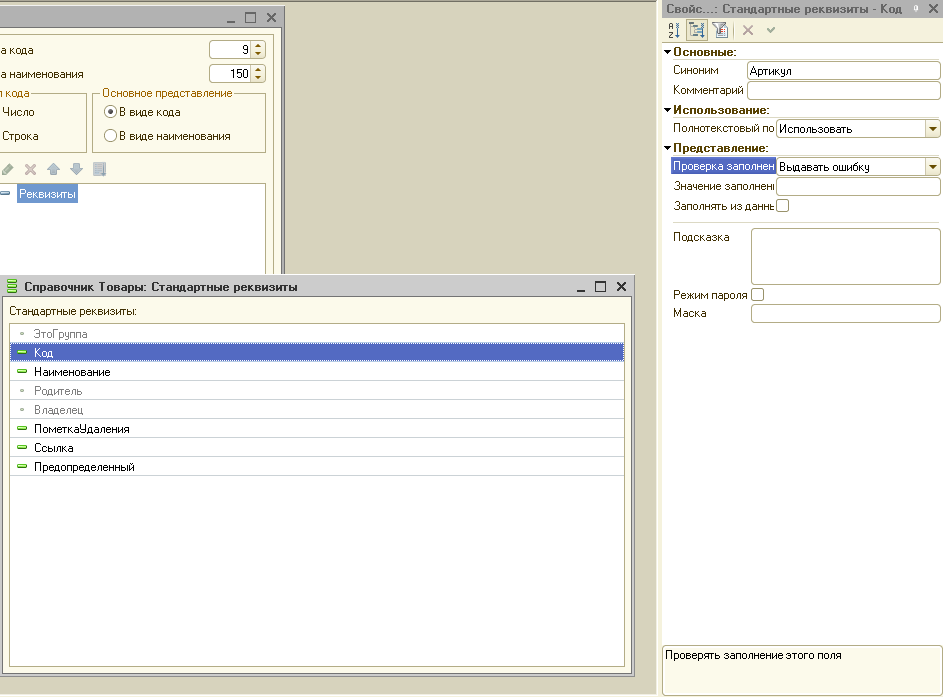 а кода 9
а наименования 150
п кода
Число
Строка
Основное представление
В виде кода
В виде наименования
Реквизиты
Справочник Товары: Стандартные реквизиты
Стандартные реквизиты:
ЭтоГруппа
Код
Наименование
Родитель
Владелец
ПометкаУдаления
Ссылка
Предопределенный
Свойс...: Стандартные реквизиты - Код
Основные:
Синоним Артикул
Комментарий
Использование:
Полнотекстовый по Использовать
Представление:
Проверка заполнен Выдавать ошибку
Значение заполнен
Заполнять из даннь
Подсказка
Режим пароля
Маска
Проверять заполнение этого поля